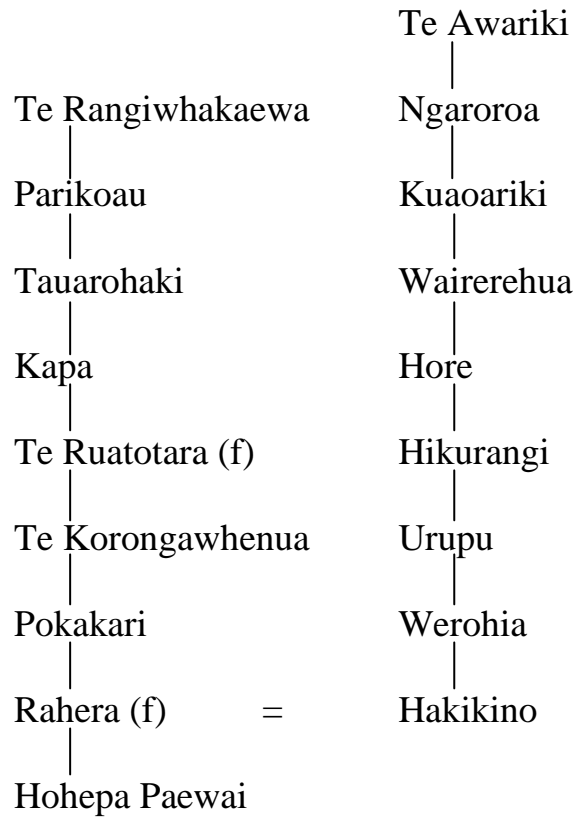 Te Awariki
Te Rangiwhakaewa Ngaroroa
Parikoau Kuaoariki
Tauarohaki Wairerehua
Kapa Hore
Te Ruatotara (f) Hikurangi
Te Korongawhenua Urupu
Pokakari Werohia
Rahera (f) = Hakikino
Hohepa Paewai